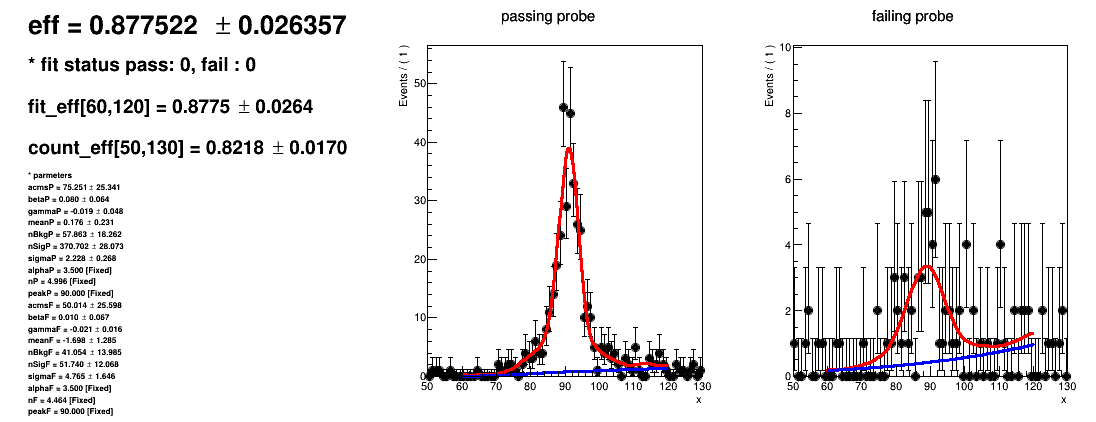 eff = 0.877522 ± 0.026357
* fit status pass: 0, fail : 0
fit_eff[60,120] = 0.8775 ± 0.0264
count_eff[50,130] = 0.8218 ± 0.0170
* parmeters
acmsP = 75.251 ± 25.341
betaP = 0.080 ± 0.064
gammaP = -0.019 ± 0.048
meanP = 0.176 ± 0.231
nBkgP = 57.863 ± 18.262
nSigP = 370.702 ± 28.073
sigmaP = 2.228 ± 0.268
alphaP = 3.500 [Fixed]
nP = 4.996 [Fixed]
peakP = 90.000 [Fixed]
acmsF = 50.014 ± 25.598
betaF = 0.010 ± 0.067
gammaF = -0.021 ± 0.016
meanF = -1.698 ± 1.285
nBkgF = 41.054 ± 13.985
nSigF = 51.740 ± 12.068
sigmaF = 4.765 ± 1.646
alphaF = 3.500 [Fixed]
nF = 4.464 [Fixed]
peakF = 90.000 [Fixed]
passing probe
Events / ( 1 )
50
40
30
20
10
0
50 60 70 80 90 100 110 120 130
x
failing probe
Events / ( 1 )
10
8
6
4
2
0
50 60 70 80 90 100 110 120 130
x